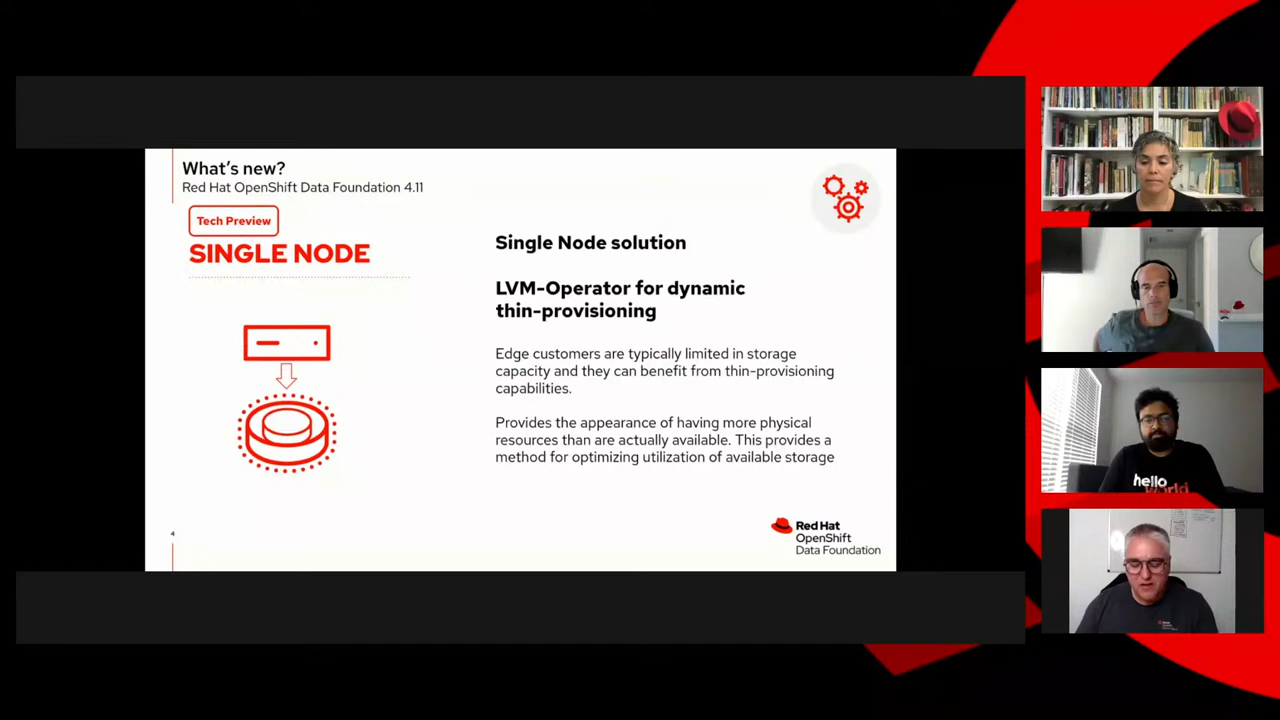 What's new?
Red Hat OpenShift Data Foundation 4.11
Tech Preview
SINGLE NODE
Single Node solution
LVM-Operator for dynamic
thin-provisioning
Edge customers are typically limited in storage
capacity and they can benefit from thin-provisioning
capabilities.
Provides the appearance of having more physical
resources than are actually available. This provides a
method for optimizing utilization of available storage
4
Red Hat
OpenShift
Data Foundation
hello
world